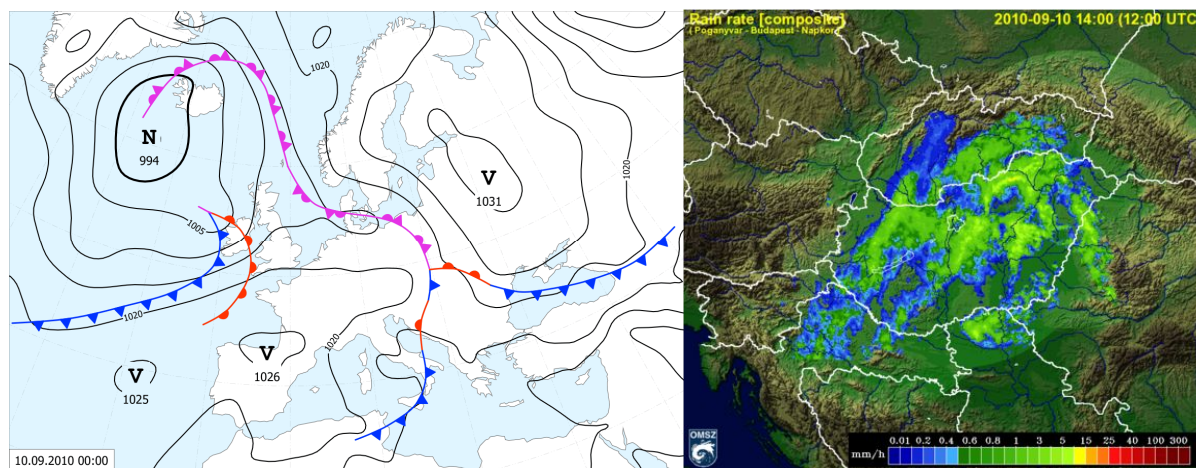 1020
N
994
1020
V
1031
1005
1020
1020
V
1026
V
1025
10.09.2010 00:00
Rain rate [composite]
( Poganyvar - Budapest - Napkor
2010-09-10 14:00 (12:00 UTC
OMSZ
mm/h
0.01 0.2 0.4 0.6 0.8 1 3 5 15 25 40 100 300